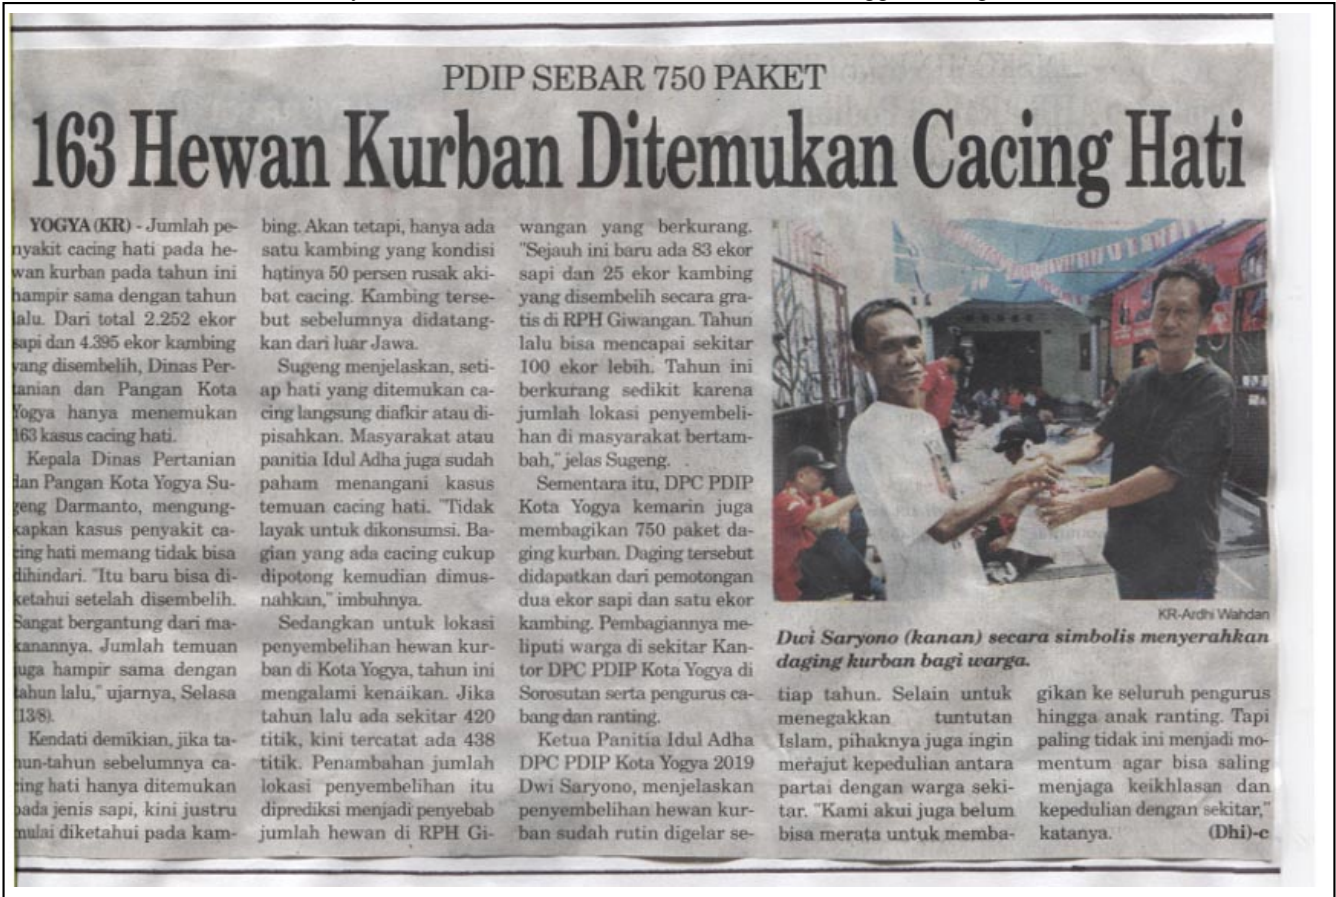 PDIP SEBAR 750 PAKET
163 Hewan Kurban Ditemukan Cacing Hati
YOGYA (KR) - Jumlah pe-
nyakit cacing hati pada he-
wan kurban pada tahun ini
hampir sama dengan tahun
lalu. Dari total 2.252 ekor
sapi dan 4.395 ekor kambing
yang disembelih, Dinas Per-
tanian dan Pangan Kota
Yogya hanya menemukan
163 kasus cacing hati.
Kepala Dinas Pertanian
dan Pangan Kota Yogya Su-
geng Darmanto, mengung-
kapkan kasus penyakit ca-
cing hati memang tidak bisa
dihindari. "Itu baru bisa di-
ketahui setelah disembelih.
Sangat bergantung dari ma-
kanannya. Jumlah temuan
juga hampir sama dengan
tahun lalu," ujarnya, Selasa
(13/8).
Kendati demikian, jika ta-
hun-tahun sebelumnya ca-
cing hati hanya ditemukan
pada jenis sapi, kini justru
mulai diketahui pada kam-
bing. Akan tetapi, hanya ada
satu kambing yang kondisi
hatinya 50 persen rusak aki-
bat cacing. Kambing terse-
but sebelumnya didatang-
kan dari luar Jawa.
Sugeng menjelaskan, seti-
ap hati yang ditemukan ca-
cing langsung diafkir atau di-
pisahkan. Masyarakat atau
panitia Idul Adha juga sudah
paham menangani kasus
temuan cacing hati. "Tidak
layak untuk dikonsumsi. Ba-
gian yang ada cacing cukup
dipotong kemudian dimus-
nahkan," imbuhnya.
Sedangkan untuk lokasi
penyembelihan hewan kur-
ban di Kota Yogya, tahun ini
mengalami kenaikan. Jika
tahun lalu ada sekitar 420
titik, kini tercatat ada 438
titik. Penambahan jumlah
lokasi penyembelihan itu
diprediksi menjadi penyebab
jumlah hewan di RPH Gi-
wangan yang berkurang.
"Sejauh ini baru ada 83 ekor
sapi dan 25 ekor kambing
yang disembelih secara gra-
tis di RPH Giwangan. Tahun
lalu bisa mencapai sekitar
100 ekor lebih. Tahun ini
berkurang sedikit karena
jumlah lokasi penyembeli-
han di masyarakat bertam-
bah," jelas Sugeng.
Sementara itu, DPC PDIP
Kota Yogya kemarin juga
membagikan 750 paket da-
ging kurban. Daging tersebut
didapatkan dari pemotongan
dua ekor sapi dan satu ekor
kambing. Pembagiannya me-
liputi warga di sekitar Kan-
tor DPC PDIP Kota Yogya di
Sorosutan serta pengurus ca-
bang dan ranting.
Ketua Panitia Idul Adha
DPC PDIP Kota Yogya 2019
Dwi Saryono, menjelaskan
penyembelihan hewan kur-
ban sudah rutin digelar se-
KR-Ardhi Wahdan
Dwi Saryono (kanan) secara simbolis menyerahkan
daging kurban bagi warga.
tiap tahun. Selain untuk
menegakkan tuntutan
Islam, pihaknya juga ingin
merajut kepedulian antara
partai dengan warga seki-
tar. "Kami akui juga belum
bisa merata untuk memba-
gikan ke seluruh pengurus
hingga anak ranting. Tapi
paling tidak ini menjadi mo-
mentum agar bisa saling
menjaga keikhlasan dan
kepedulian dengan sekitar,"
katanya. (Dhi)-c